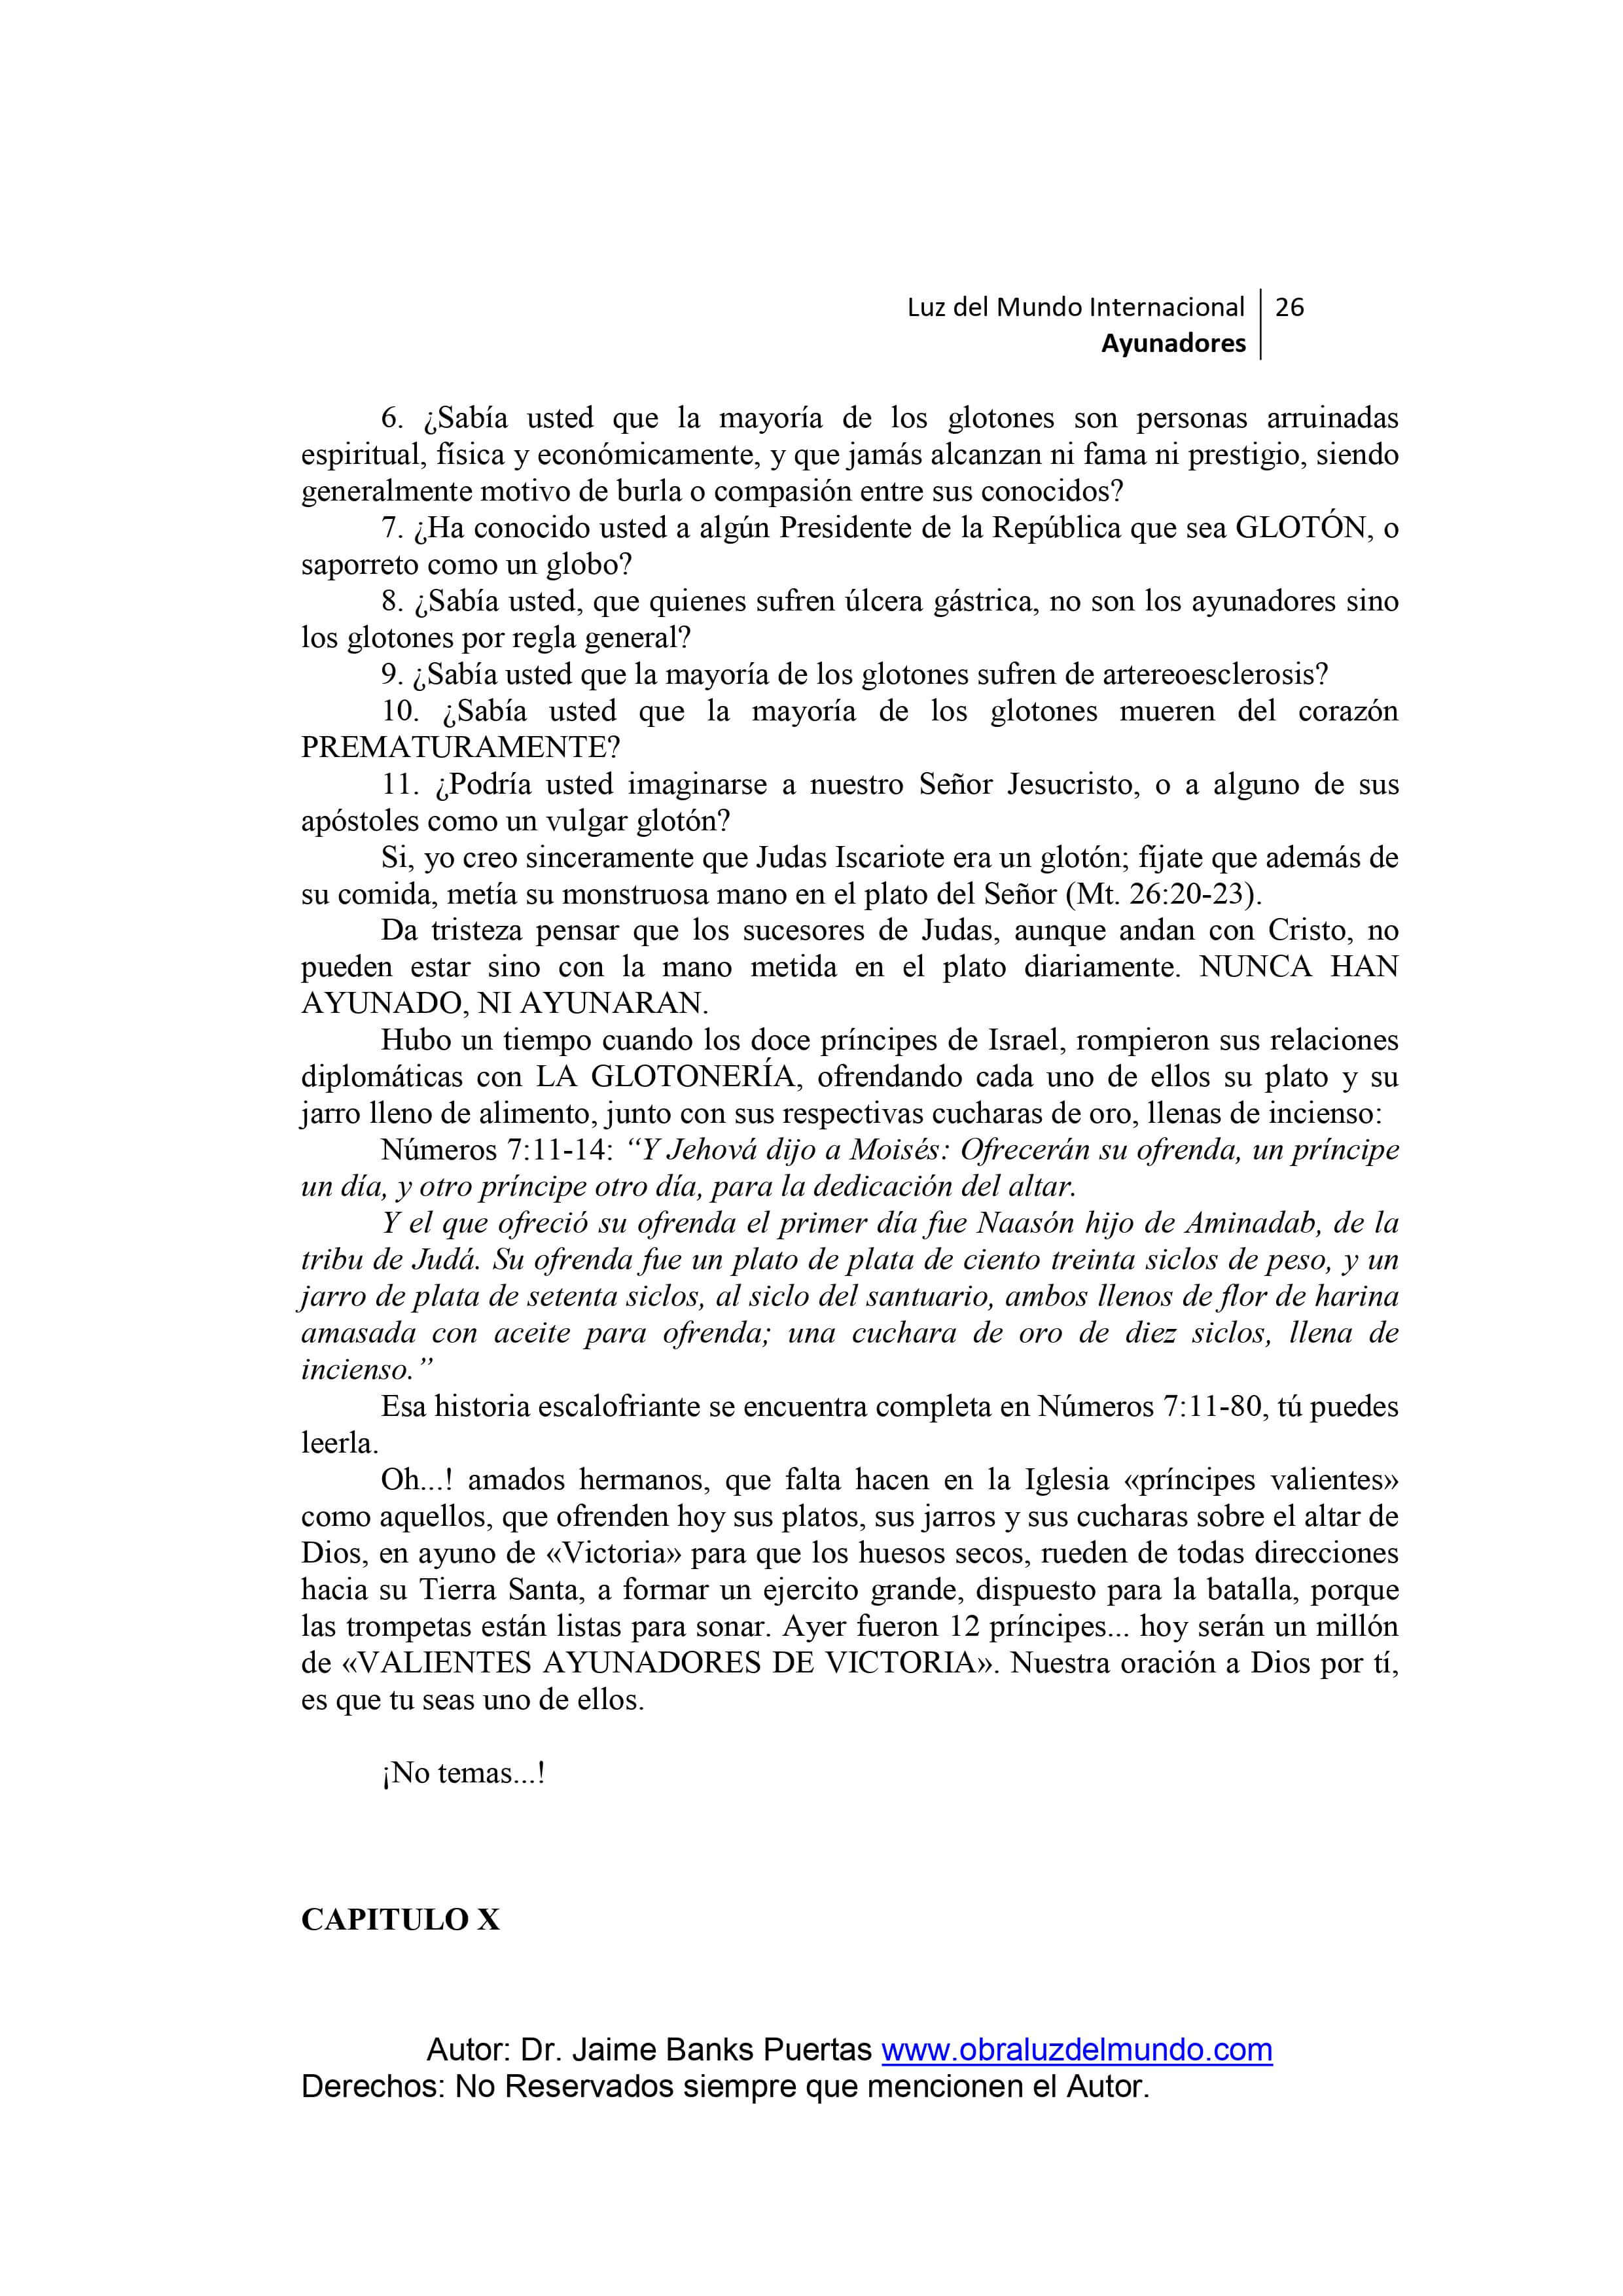 Luz del Mundo Internacional 26
Ayunadores
6. ¿Sabía usted que la mayoría de los glotones son personas arruinadas
espiritual, física y económicamente, y que jamás alcanzan ni fama ni prestigio, siendo
generalmente motivo de burla o compasión entre sus conocidos?
7. ¿Ha conocido usted a algún Presidente de la República que sea GLOTÓN, o
saporreto como un globo?
8. ¿Sabía usted, que quienes sufren úlcera gástrica, no son los ayunadores sino
los glotones por regla general?
9. ¿Sabía usted que la mayoría de los glotones sufren de artereoesclerosis?
10. ¿Sabía usted que la mayoría de los glotones mueren del corazón
PREMATURAMENTE?
11. ¿Podría usted imaginarse a nuestro Señor Jesucristo, o a alguno de sus
apóstoles como un vulgar glotón?
Si, yo creo sinceramente que Judas Iscariote era un glotón; fíjate que además de
su comida, metía su monstruosa mano en el plato del Señor (Mt. 26:20-23).
Da tristeza pensar que los sucesores de Judas, aunque andan con Cristo, no
pueden estar sino con la mano metida en el plato diariamente. NUNCA HAN
AYUNADO, NI AYUNARAN.
Hubo un tiempo cuando los doce príncipes de Israel, rompieron sus relaciones
diplomáticas con LA GLOTONERÍA, ofrendando cada uno de ellos su plato y su
jarro lleno de alimento, junto con sus respectivas cucharas de oro, llenas de incienso:
Números 7:11-14: “Y Jehová dijo a Moisés: Ofrecerán su ofrenda, un príncipe
un día, y otro príncipe otro día, para la dedicación del altar.
Y el que ofreció su ofrenda el primer día fue Naasón hijo de Aminadab, de la
tribu de Judá. Su ofrenda fue un plato de plata de ciento treinta siclos de peso, y un
jarro de plata de setenta siclos, al siclo del santuario, ambos llenos de flor de harina
amasada con aceite para ofrenda; una cuchara de oro de diez siclos, llena de
incienso.”
Esa historia escalofriante se encuentra completa en Números 7:11-80, tú puedes
leerla.
Oh...! amados hermanos, que falta hacen en la Iglesia «príncipes valientes»
como aquellos, que ofrenden hoy sus platos, sus jarros y sus cucharas sobre el altar de
Dios, en ayuno de «Victoria» para que los huesos secos, rueden de todas direcciones
hacia su Tierra Santa, a formar un ejercito grande, dispuesto para la batalla, porque
las trompetas están listas para sonar. Ayer fueron 12 príncipes... hoy serán un millón
de «VALIENTES AYUNADORES DE VICTORIA». Nuestra oración a Dios por tí,
es que tu seas uno de ellos.
¡No temas...!
CAPITULO X
Autor: Dr. Jaime Banks Puertas www.obraluzdelmundo.com
Derechos: No Reservados siempre que mencionen el Autor.